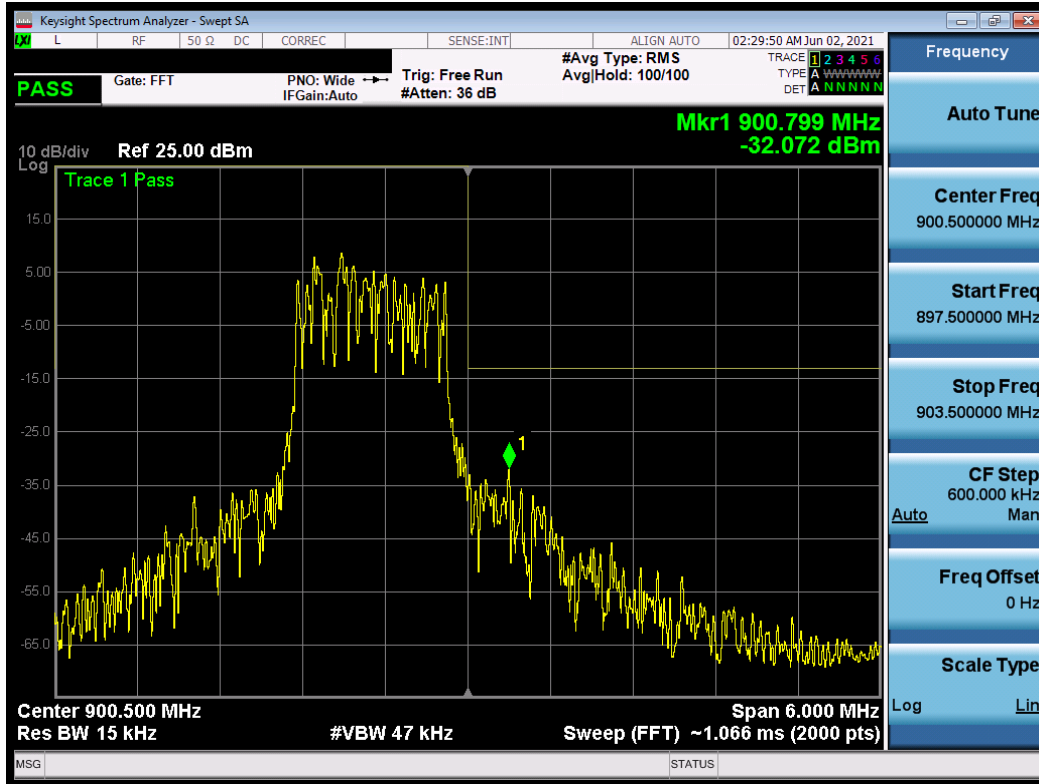 Keysight Spectrum Analyzer - Swept SA
LXI L RF 50 Ω DC CORREC SENSE:INT ALIGN AUTO 02:29:50 AM Jun 02, 2021
PASS
Gate: FFT
PNO: Wide
IFGain:Auto
Trig: Free Run
#Atten: 36 dB
#Avg Type: RMS
Avg|Hold: 100/100
TRACE 1 2 3 4 5 6
TYPE A WWWWW
DET A N N N N N
Mkr1 900.799 MHz
-32.072 dBm
10 dB/div Ref 25.00 dBm
Log
Trace 1 Pass
15.0
5.00
-5.00
-15.0
-25.0
1
-35.0
-45.0
-55.0
-65.0
Center 900.500 MHz Span 6.000 MHz
Res BW 15 kHz #VBW 47 kHz Sweep (FFT) ~1.066 ms (2000 pts)
MSG STATUS
Frequency
Auto Tune
Center Freq
900.500000 MHz
Start Freq
897.500000 MHz
Stop Freq
903.500000 MHz
CF Step
600.000 kHz
Auto Man
Freq Offset
0 Hz
Scale Type
Log Lin